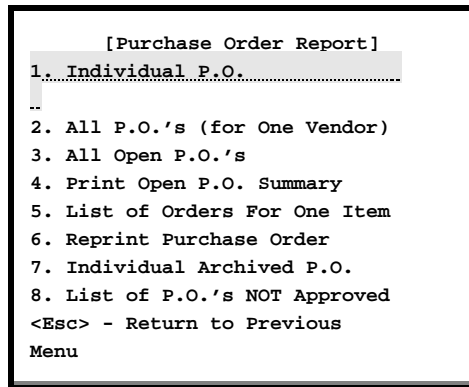 [Purchase Order Report]
1. Individual P.O.
2. All P.O.'s (for One Vendor)
3. All Open P.O.'s
4. Print Open P.O. Summary
5. List of Orders For One Item
6. Reprint Purchase Order
7. Individual Archived P.O.
8. List of P.O.'s NOT Approved
<Esc> - Return to Previous
Menu